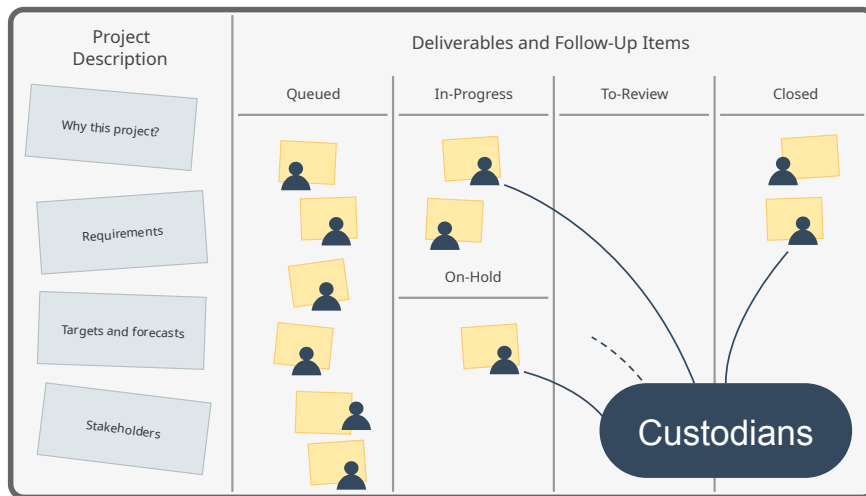 Project
Description
Deliverables and Follow-Up Items
Queued
In-Progress
To-Review
Closed
Why this project?
Requirements
On-Hold
Targets and forecasts
Stakeholders
Custodians